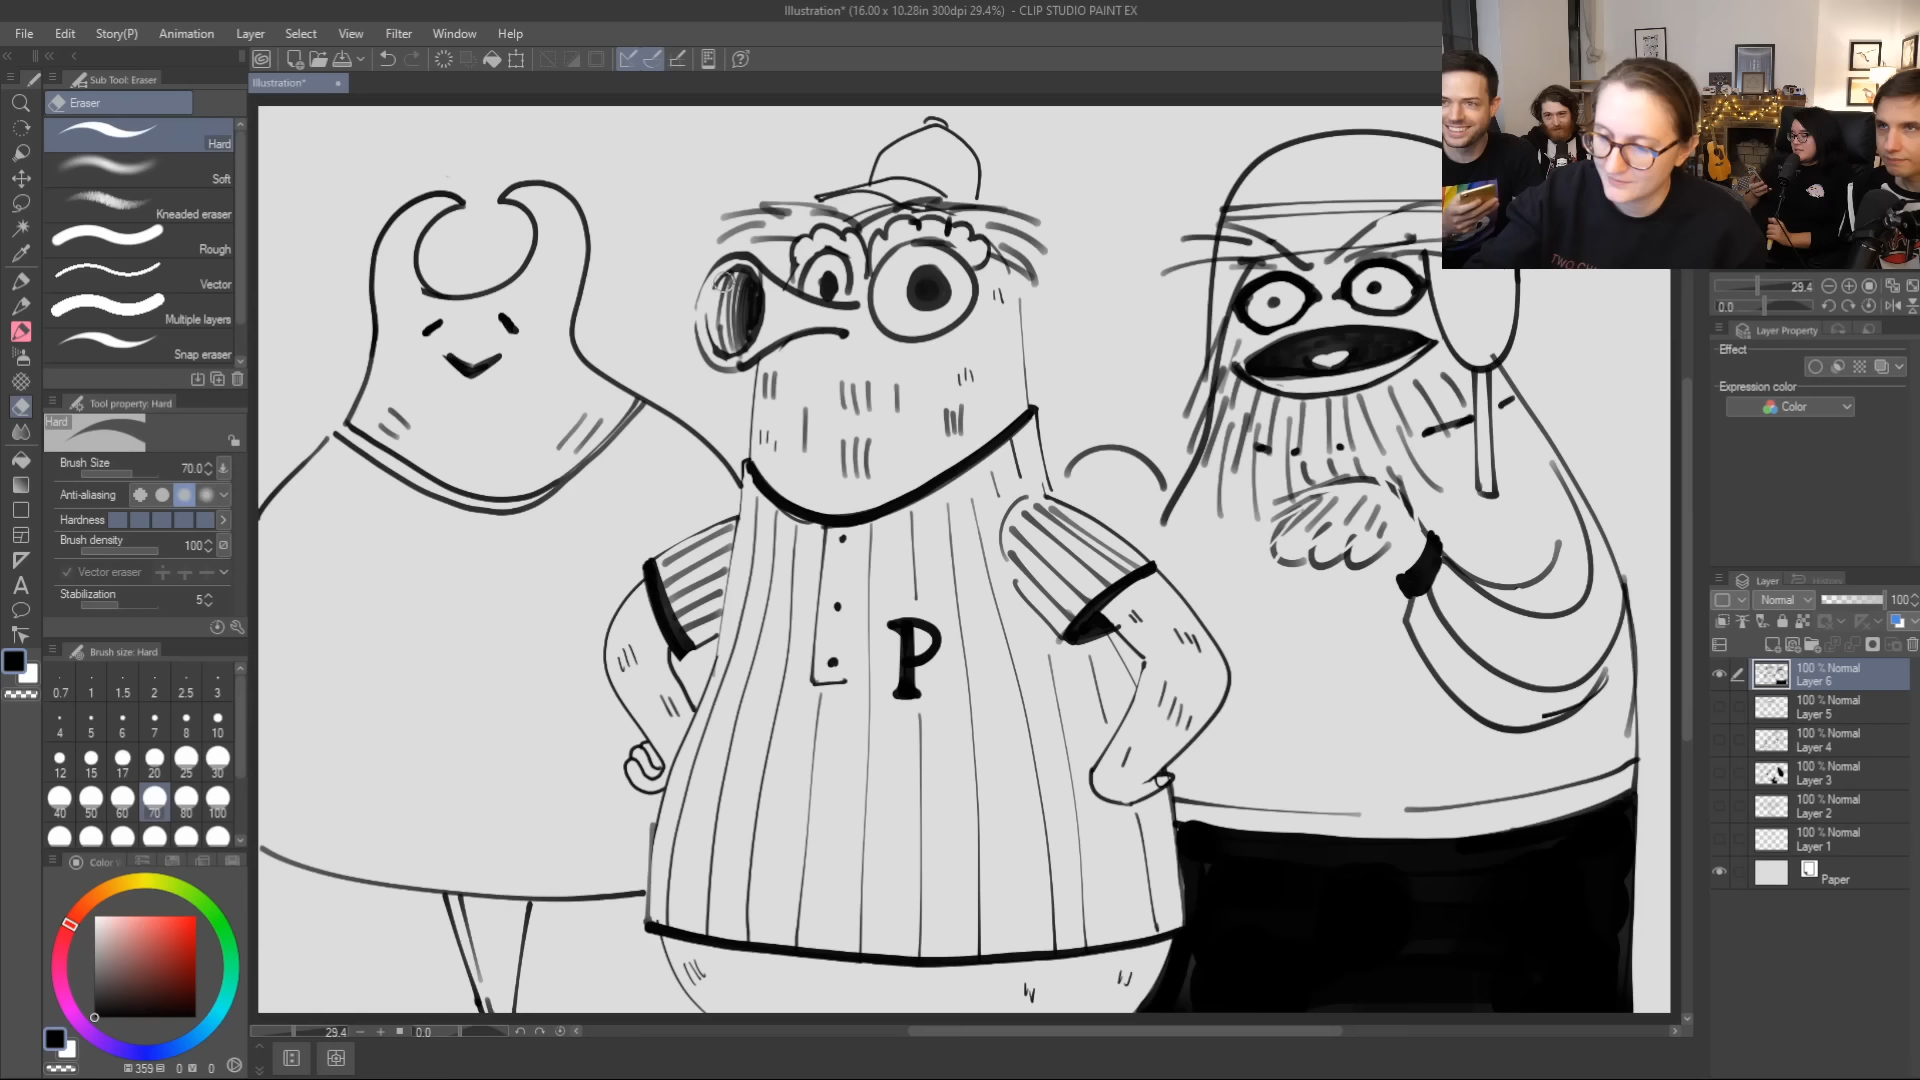 Illustration* (16.00 x 10.28in 300dpi 29.4%) - CLIP STUDIO PAINT EX
File Edit Story(P) Animation Layer Select View Filter Window Help
Sub Tool: Eraser
Illustration*
Eraser
Hard
Soft
Kneaded eraser
Rough
Vector
Multiple layers
Snap eraser
Tool property: Hard
Hard
Brush Size 70.0
Anti-aliasing
Hardness
Brush density 100
Vector eraser
Stabilization 5
Brush size: Hard
0.7 1 1.5 2 2.5 3
4 5 6 7 8 10
12 15 17 20 25 30
40 50 60 70 80 100
Color
359 0 0
P
29.4 0.0
TWO
29.4
0.0
Layer Property
Effect
Expression color
Color
Layer History
Normal 100
100 % Normal
Layer 6
100 % Normal
Layer 5
100 % Normal
Layer 4
100 % Normal
Layer 3
100 % Normal
Layer 2
100 % Normal
Layer 1
Paper